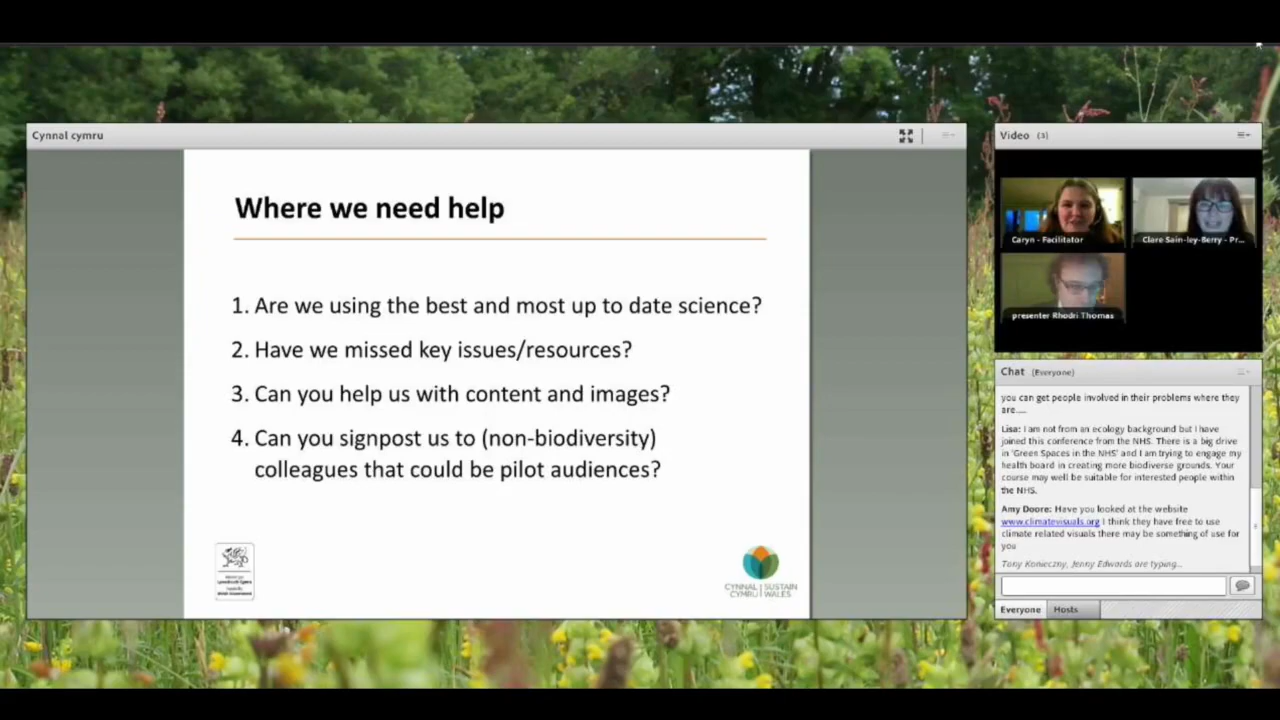 Cynnal cymru
Where we need help
1. Are we using the best and most up to date science?
2. Have we missed key issues/resources?
3. Can you help us with content and images?
4. Can you signpost us to (non-biodiversity)
colleagues that could be pilot audiences?
CYNNAL | SUSTAIN
CYMRU | WALES
Video (3)
Caryn - Facilitator
Clare Sain-ley-Berry - Pr...
presenter Rhodri Thomas
Chat (Everyone)
you can get people involved in their problems where they
are.....
Lisa: I am not from an ecology background but I have
joined this conference from the NHS. There is a big drive
in 'Green Spaces in the NHS' and I am trying to engage my
health board in creating more biodiverse grounds. Your
course may well be suitable for interested people within
the NHS.
Amy Doore: Have you looked at the website
www.climatevisuals.org I think they have free to use
climate related visuals there may be something of use for
you
Tony Konieczny, Jenny Edwards are typing...
Everyone
Hosts